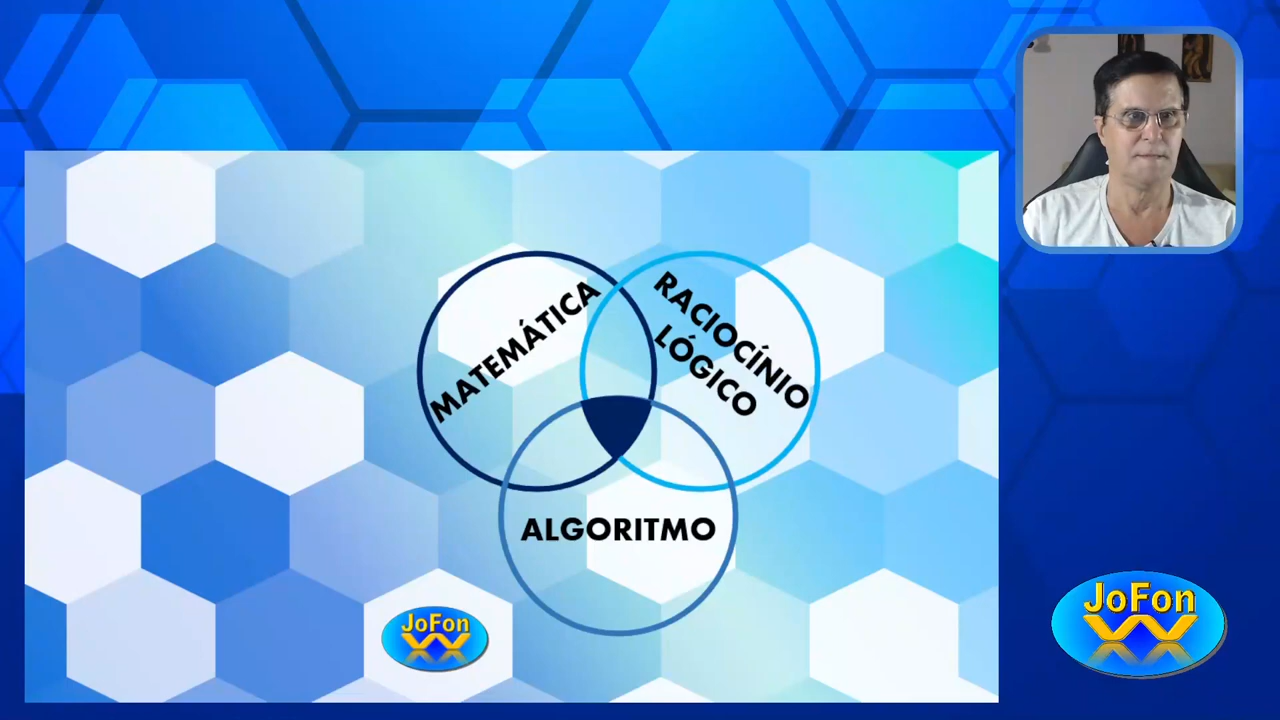 MATEMÁTICA
RACIOCÍNIO
LÓGICO
ALGORITMO
JoFon
JoFon